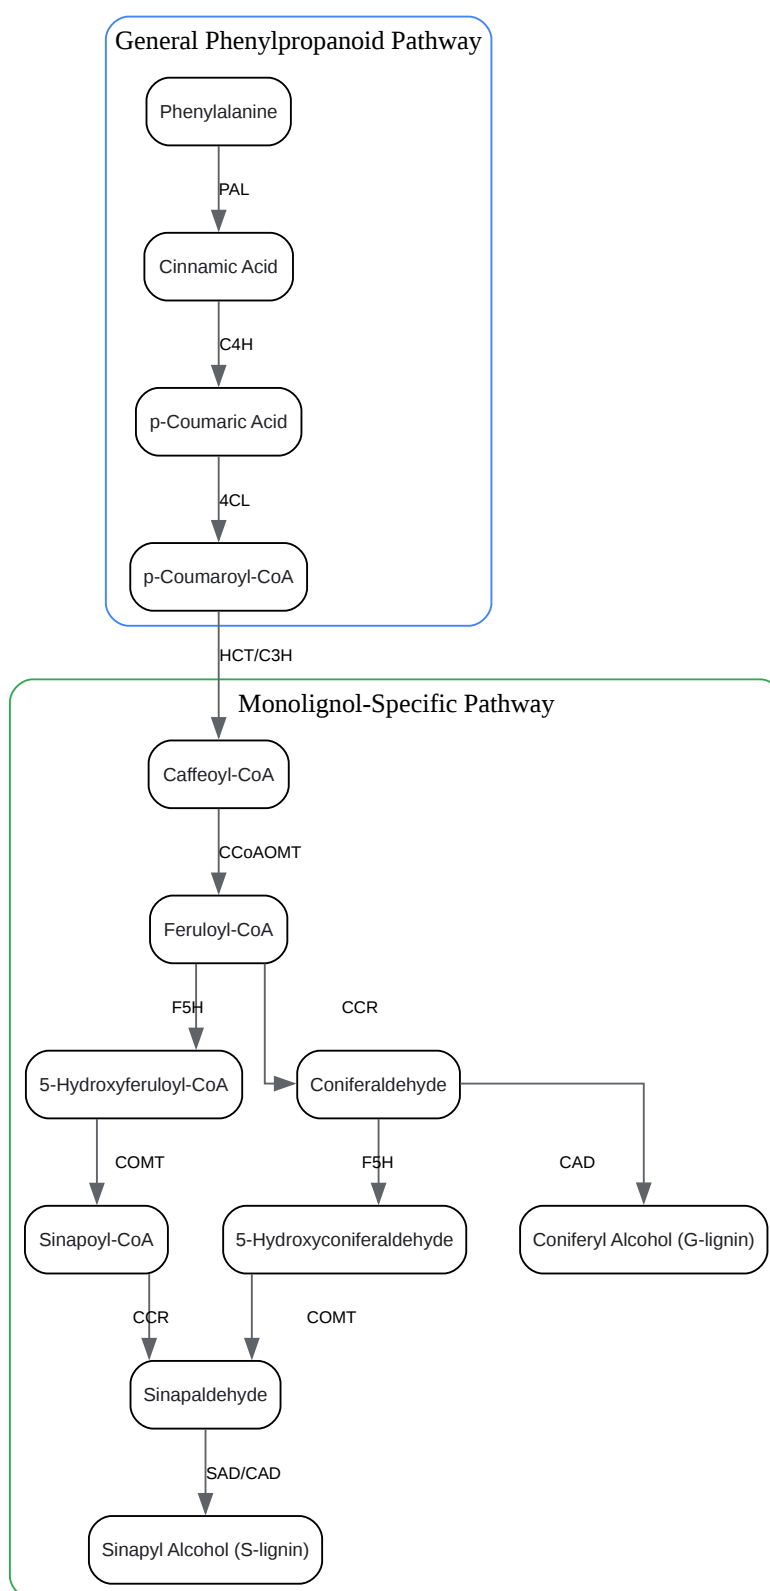 General Phenylpropanoid Pathway
Phenylalanine
PAL
Cinnamic Acid
C4H
p-Coumaric Acid
4CL
p-Coumaroyl-CoA
HCT/C3H
Monolignol-Specific Pathway
Caffeoyl-CoA
CCoAOMT
Feruloyl-CoA
F5H
CCR
5-Hydroxyferuloyl-CoA
Coniferaldehyde
COMT
F5H
CAD
Sinapoyl-CoA
5-Hydroxyconiferaldehyde
Coniferyl Alcohol (G-lignin)
CCR
COMT
Sinapaldehyde
SAD/CAD
Sinapyl Alcohol (S-lignin)